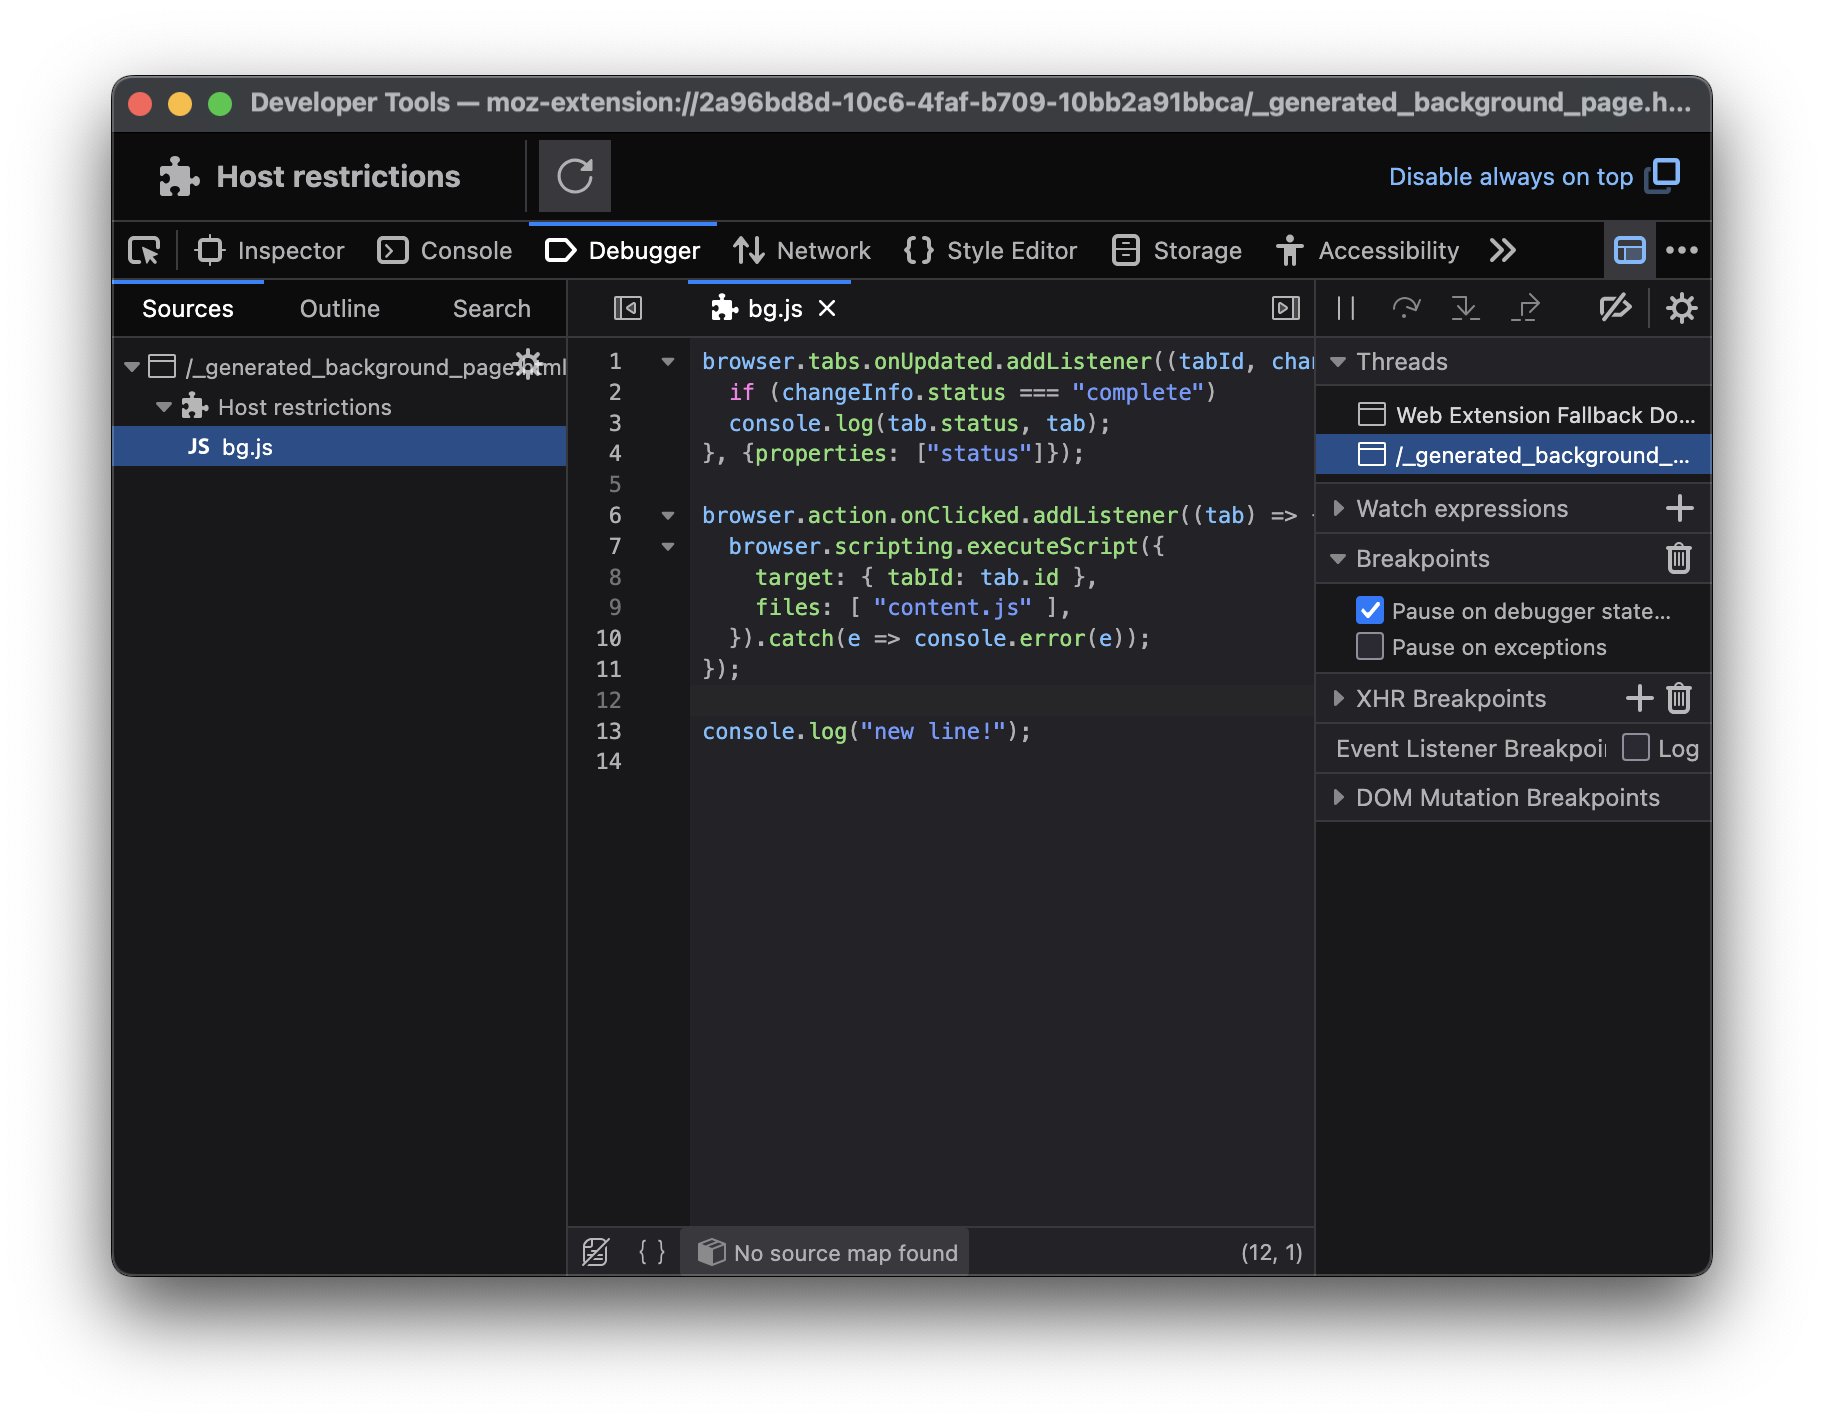 Developer Tools — moz-extension://2a96bd8d-10c6-4faf-b709-10bb2a91bbca/_generated_background_page.h...
Host restrictions
Disable always on top
Inspector
Console
Debugger
Network
{} Style Editor
Storage
Accessibility
Sources
Outline
Search
bg.js
/_generated_background_page.html
Host restrictions
JS bg.js
1 browser.tabs.onUpdated.addListener((tabId, chan
2 if (changeInfo.status === "complete")
3 console.log(tab.status, tab);
4 }, {properties: ["status"]});
5
6 browser.action.onClicked.addListener((tab) =>
7 browser.scripting.executeScript({
8 target: { tabId: tab.id },
9 files: [ "content.js" ],
10 }).catch(e => console.error(e));
11 });
12
13 console.log("new line!");
14
{ } No source map found
(12, 1)
Threads
Web Extension Fallback Do...
/_generated_background_...
Watch expressions
Breakpoints
Pause on debugger state...
Pause on exceptions
XHR Breakpoints
Event Listener Breakpoi
Log
DOM Mutation Breakpoints